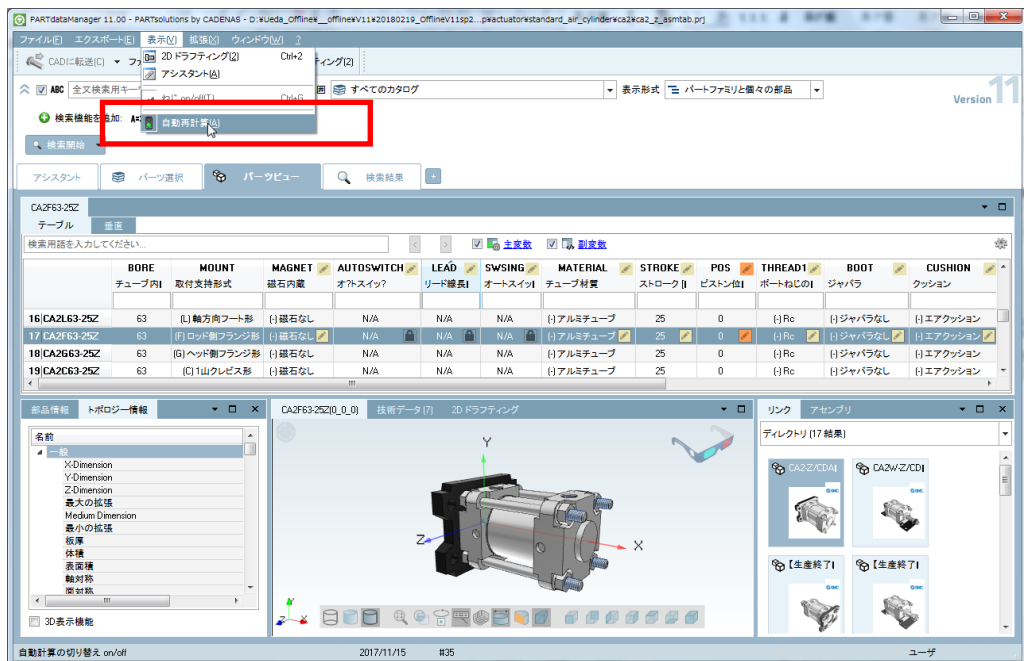 PARTdataManager 11.00 - PARTsolutions by CADENAS - D:¥Ueda_Offline¥__offline¥V11¥20180219_OfflineV11sp2...p¥actuator¥standard_air_cylinder¥ca2¥ca2_z_asmtab.prj
ファイル(F) エクスポート(E) 表示(V) 拡張(X) ウィンドウ(W) ?
CADに転送(C) ティング(2)
2D ドラフティング(2) Ctrl+2
アシスタント(A)
ABC 全文検索用キー 囲 すべてのカタログ 表示形式 パートファミリと個々の部品
ねじ on/off(T) Ctrl+G
Version 11
検索機能を追加: A=
自動再計算(A)
検索開始
アシスタント パーツ選択 パーツビュー 検索結果 +
CA2F63-25Z
テーブル 垂直
検索用語を入力してください... < > 主変数 副変数
BORE MOUNT MAGNET AUTOSWITCH LEAD SWSING MATERIAL STROKE POS THREAD1 BOOT CUSHION
チューブ内 取付支持形式 磁石内蔵 オートスイッ? リード線長 オートスイッ チューブ材質 ストローク [ ピストン位 ポートねじの ジャバラ クッション
16 CA2L63-25Z 63 (L) 軸方向フート形 (-) 磁石なし N/A N/A N/A (-) アルミチューブ 25 0 (-) Rc (-) ジャバラなし (-) エアクッション
17 CA2F63-25Z 63 (F) ロッド側フランジ形 (-) 磁石なし N/A N/A N/A (-) アルミチューブ 25 0 (-) Rc (-) ジャバラなし (-) エアクッション
18 CA2G63-25Z 63 (G) ヘッド側フランジ形 (-) 磁石なし N/A N/A N/A (-) アルミチューブ 25 0 (-) Rc (-) ジャバラなし (-) エアクッション
19 CA2C63-25Z 63 (C) 1山クレビス形 (-) 磁石なし N/A N/A N/A (-) アルミチューブ 25 0 (-) Rc (-) ジャバラなし (-) エアクッション
部品情報 トポロジー情報 CA2F63-25Z(0_0_0) 技術データ (7) 2D ドラフティング リンク アセンブリ
名前
一般
X-Dimension
Y-Dimension
Z-Dimension
最大の拡張
Medium Dimension
最小の拡張
板厚
体積
表面積
軸対称
面対称
3D表示機能
Y
Z
X
ディレクトリ (17 結果)
CA2-Z/CDA CA2W-Z/CD
SMC SMC
【生産終了 【生産終了
SMC SMC
自動計算の切り替え on/off 2017/11/15 #35 ユーザ